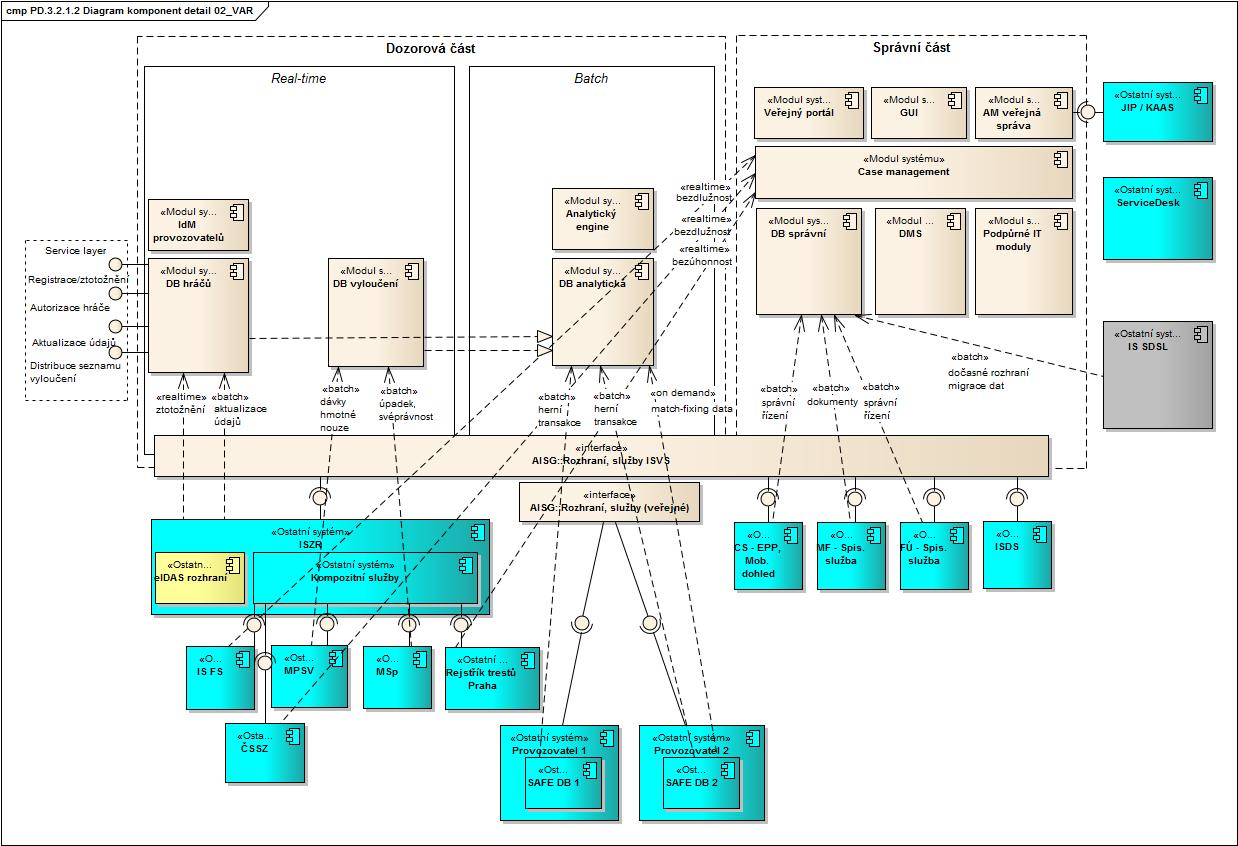 cmp PD.3.2.1.2 Diagram komponent detail 02_VAR
Dozorová část
Správní část
Real-time
Batch
«Modul syst...
Veřejný portál
«Modul s...
GUI
«Modul s...
AM veřejná
správa
«Ostatní syst...
JIP / KAAS
«Modul systému»
Case management
«Ostatní syst...
ServiceDesk
«realtime»
bezdlužnost
«realtime»
bezdlužnost
«realtime»
bezúhonnost
«Modul sy...
IdM
provozovatelů
«Modul sy...
Analytický
engine
«Modul sys...
DB správní
«Modul ...
DMS
«Modul s...
Podpůrné IT
moduly
Service layer
Registrace/ztotožnění
Autorizace hráče
Aktualizace údajů
Distribuce seznamu
vyloučení
«Modul sy...
DB hráčů
«Modul s...
DB vyloučení
«Modul sy...
DB analytická
«Ostatní syst...
IS SDSL
«batch»
dočasné rozhraní
migrace dat
«realtime»
ztotožnění
«batch»
aktualizace
údajů
«batch»
dávky
hmotné
nouze
«batch»
úpadek,
svéprávnost
«batch»
herní
transakce
«batch»
herní
transakce
«on demand»
match-fixing data
«batch»
správní
řízení
«batch»
dokumenty
«batch»
správní
řízení
«interface»
AISG::Rozhraní, služby ISVS
«interface»
AISG::Rozhraní, služby (veřejné)
«Ostatní systém»
ISZR
«Ostatn...
eIDAS rozhraní
«Ostatní systém»
Kompozitní služby
«O...
CS - EPP,
Mob.
dohled
«O...
MF - Spis.
služba
«O...
FÚ - Spis.
služba
«O...
ISDS
«O...
IS FS
«Ost...
MPSV
«O...
MSp
«Ostatní ...
Rejstřík trestů
Praha
«Osta...
ČSSZ
«Ostatní systém»
Provozovatel 1
«Ost...
SAFE DB 1
«Ostatní systém»
Provozovatel 2
«Ost...
SAFE DB 2